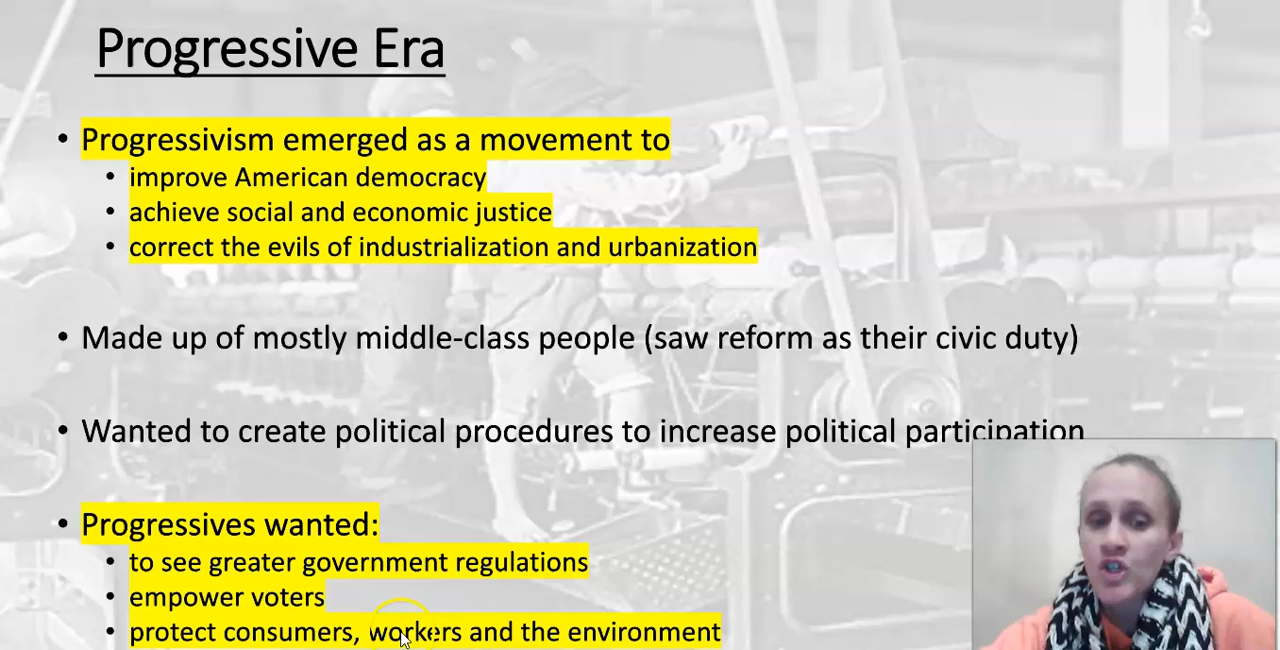 Progressive Era
• Progressivism emerged as a movement to
• improve American democracy
• achieve social and economic justice
• correct the evils of industrialization and urbanization
• Made up of mostly middle-class people (saw reform as their civic duty)
• Wanted to create political procedures to increase political participation
• Progressives wanted:
• to see greater government regulations
• empower voters
• protect consumers, workers and the environment